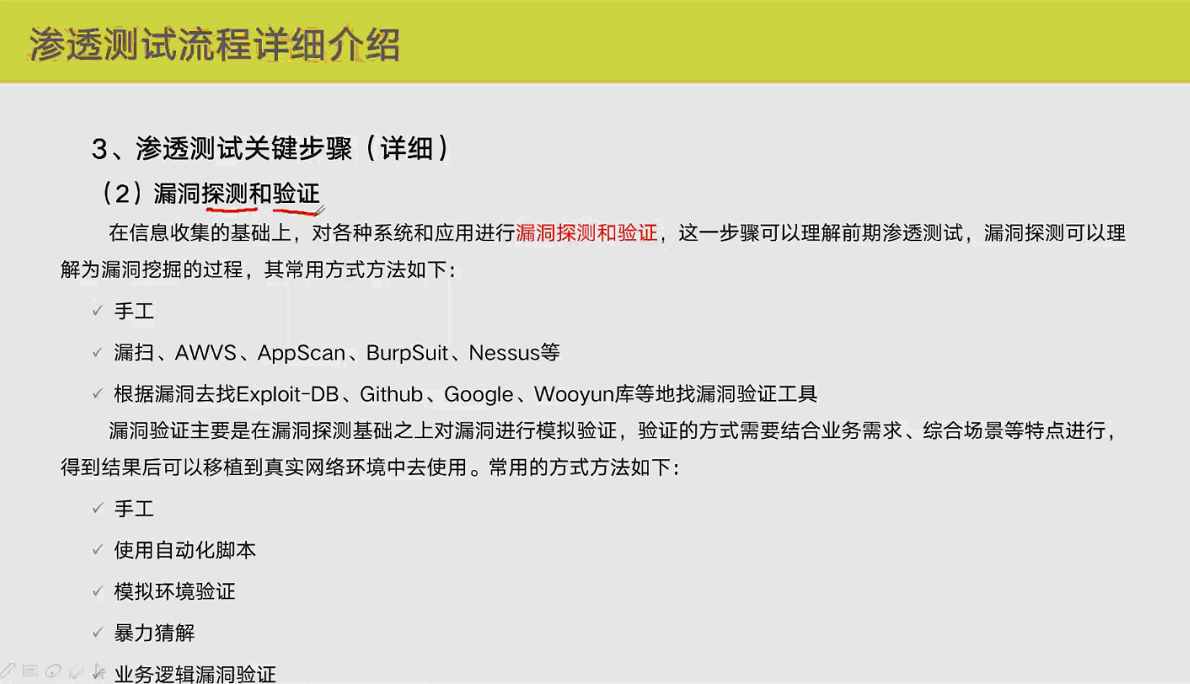 渗透测试流程详细介绍
3、渗透测试关键步骤（详细）
（2）漏洞探测和验证
在信息收集的基础上，对各种系统和应用进行漏洞探测和验证，这一步骤可以理解前期渗透测试，漏洞探测可以理
解为漏洞挖掘的过程，其常用方式方法如下：
✓ 手工
✓ 漏扫、AWVS、AppScan、BurpSuit、Nessus等
✓ 根据漏洞去找Exploit-DB、Github、Google、Wooyun库等地找漏洞验证工具
漏洞验证主要是在漏洞探测基础之上对漏洞进行模拟验证，验证的方式需要结合业务需求、综合场景等特点进行，
得到结果后可以移植到真实网络环境中去使用。常用的方式方法如下：
✓ 手工
✓ 使用自动化脚本
✓ 模拟环境验证
✓ 暴力猜解
✓ 业务逻辑漏洞验证